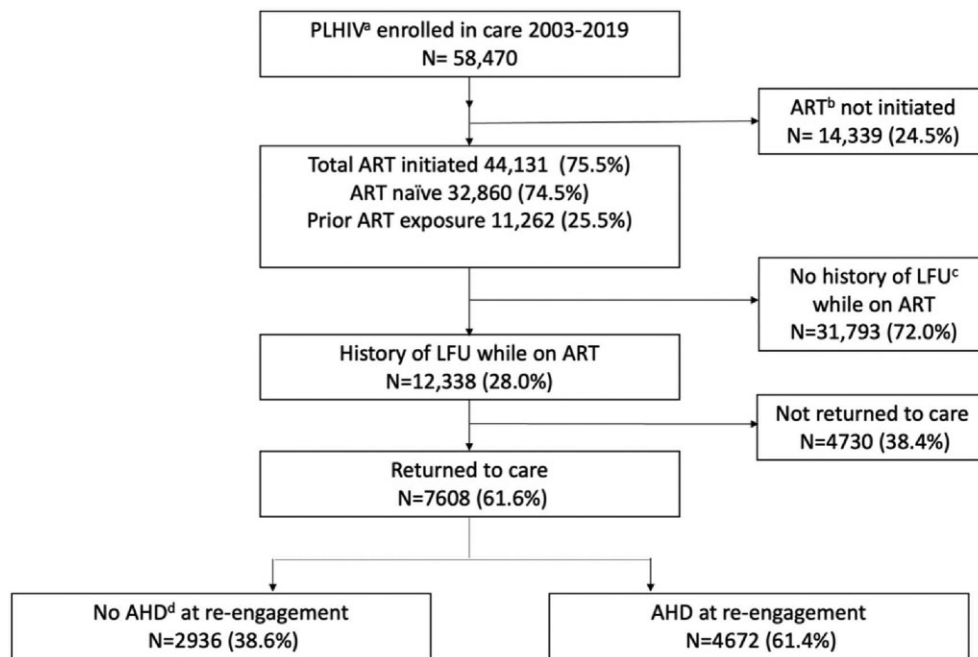 PLHIVᵃ enrolled in care 2003-2019
N= 58,470
ARTᵇ not initiated
N= 14,339 (24.5%)
Total ART initiated 44,131 (75.5%)
ART naïve 32,860 (74.5%)
Prior ART exposure 11,262 (25.5%)
No history of LFUᶜ
while on ART
N=31,793 (72.0%)
History of LFU while on ART
N=12,338 (28.0%)
Not returned to care
N=4730 (38.4%)
Returned to care
N=7608 (61.6%)
No AHDᵈ at re-engagement
N=2936 (38.6%)
AHD at re-engagement
N=4672 (61.4%)